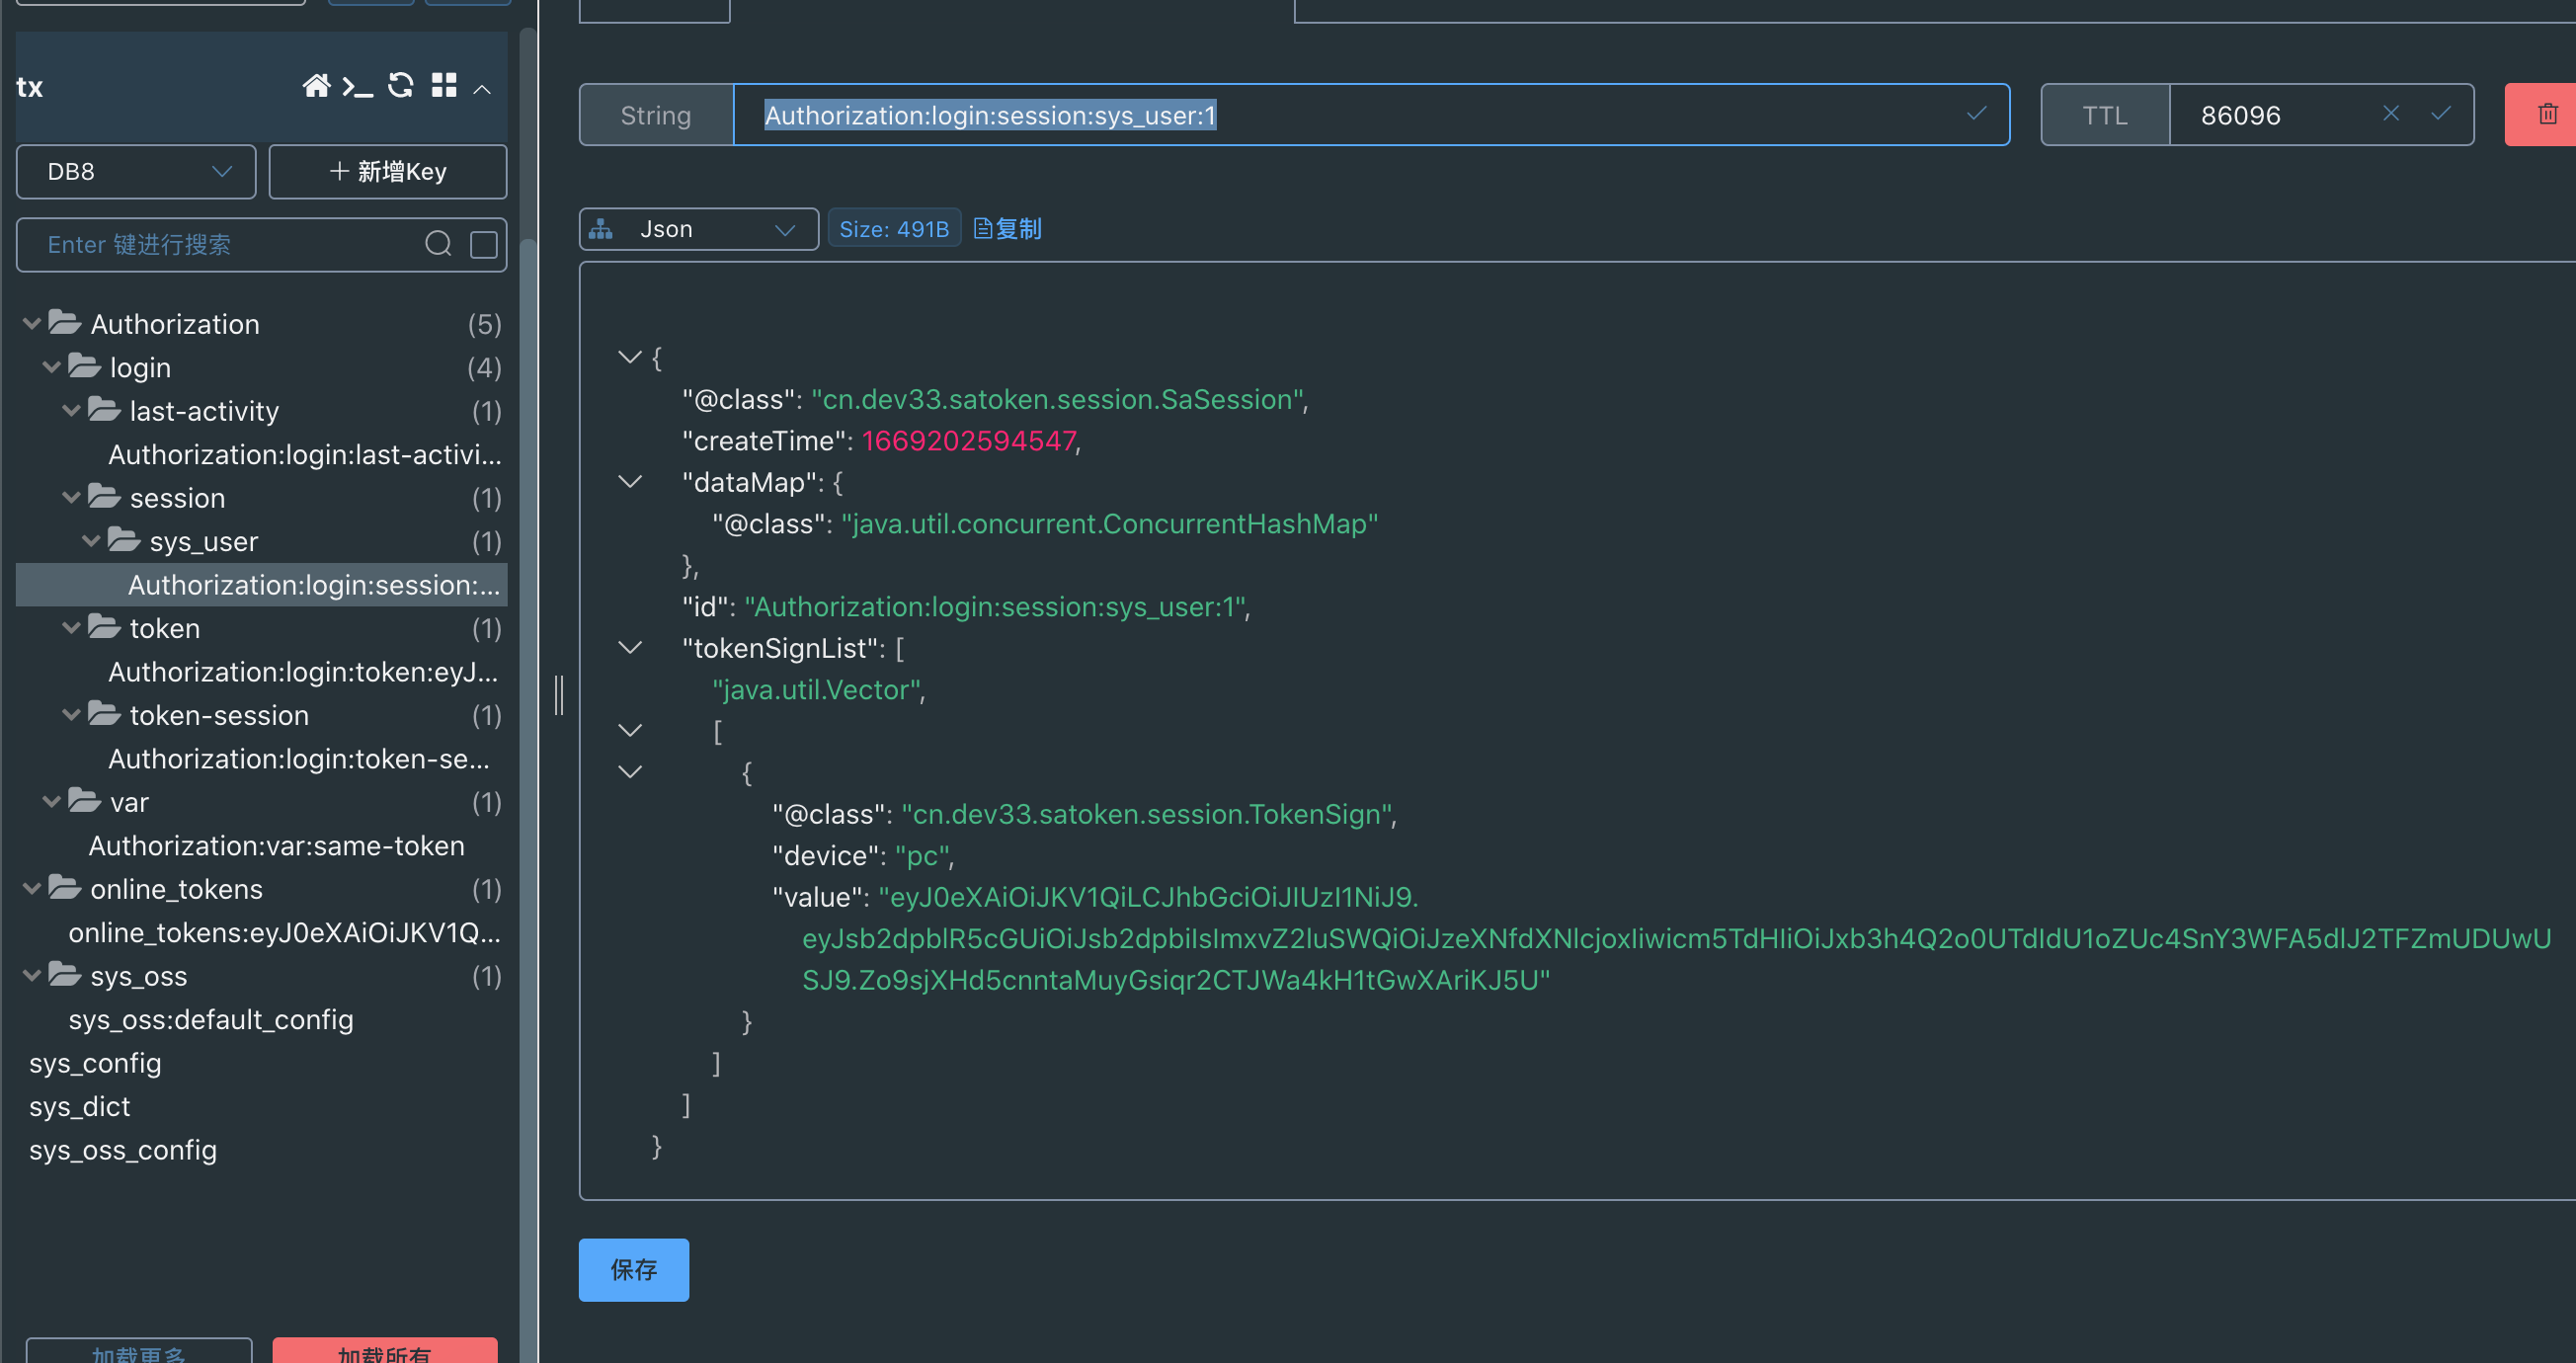 tx
DB8
新增Key
Enter 键进行搜索
Authorization (5)
login (4)
last-activity (1)
Authorization:login:last-activi...
session (1)
sys_user (1)
Authorization:login:session:...
token (1)
Authorization:login:token:eyJ...
token-session (1)
Authorization:login:token-se...
var (1)
Authorization:var:same-token
online_tokens (1)
online_tokens:eyJ0eXAiOiJKV1Q...
sys_oss (1)
sys_oss:default_config
sys_config
sys_dict
sys_oss_config
加载更多 加载所有
String Authorization:login:session:sys_user:1 TTL 86096
Json Size: 491B 复制
{
"@class": "cn.dev33.satoken.session.SaSession",
"createTime": 1669202594547,
"dataMap": {
"@class": "java.util.concurrent.ConcurrentHashMap"
},
"id": "Authorization:login:session:sys_user:1",
"tokenSignList": [
"java.util.Vector",
[
{
"@class": "cn.dev33.satoken.session.TokenSign",
"device": "pc",
"value": "eyJ0eXAiOiJKV1QiLCJhbGciOiJIUzI1NiJ9.
eyJsb2dpblR5cGUiOiJsb2dpbiIsImxvZ2luSWQiOiJzeXNfdXNlcjoxIiwicm5TdHIiOiJxb3h4Q2o0UTdIdU1oZUc4SnY3WFA5dlJ2TFZmUDUwU
SJ9.Zo9sjXHd5cnntaMuyGsiqr2CTJWa4kH1tGwXAriKJ5U"
}
]
]
}
保存